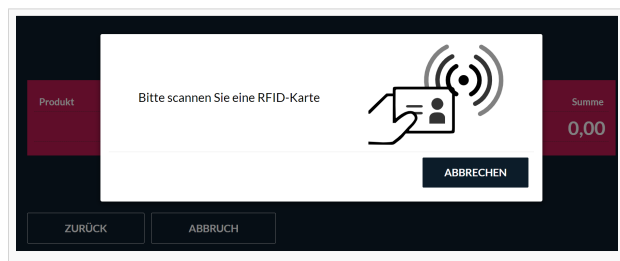 Bitte scannen Sie eine RFID-Karte
ABBRECHEN
Produkt
Summe
0,00
ZURÜCK
ABBRUCH